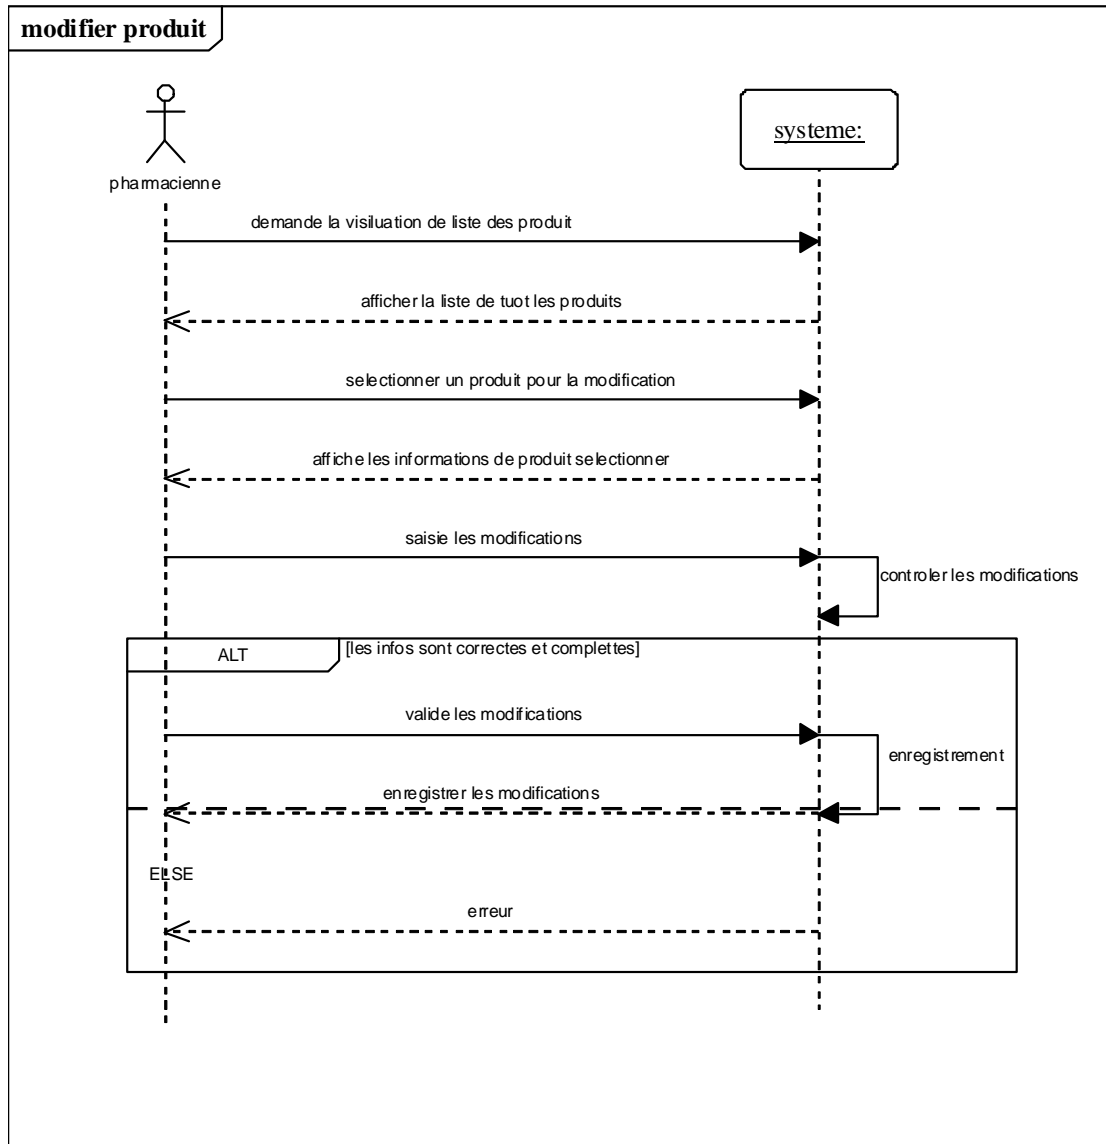 modifier produit
systeme:
pharmacienne
demande la visiluation de liste des produit
afficher la liste de tuot les produits
selectionner un produit pour la modification
affiche les informations de produit selectionner
saisie les modifications
controler les modifications
ALT
[les infos sont correctes et complettes]
valide les modifications
enregistrement
enregistrer les modifications
ELSE
erreur